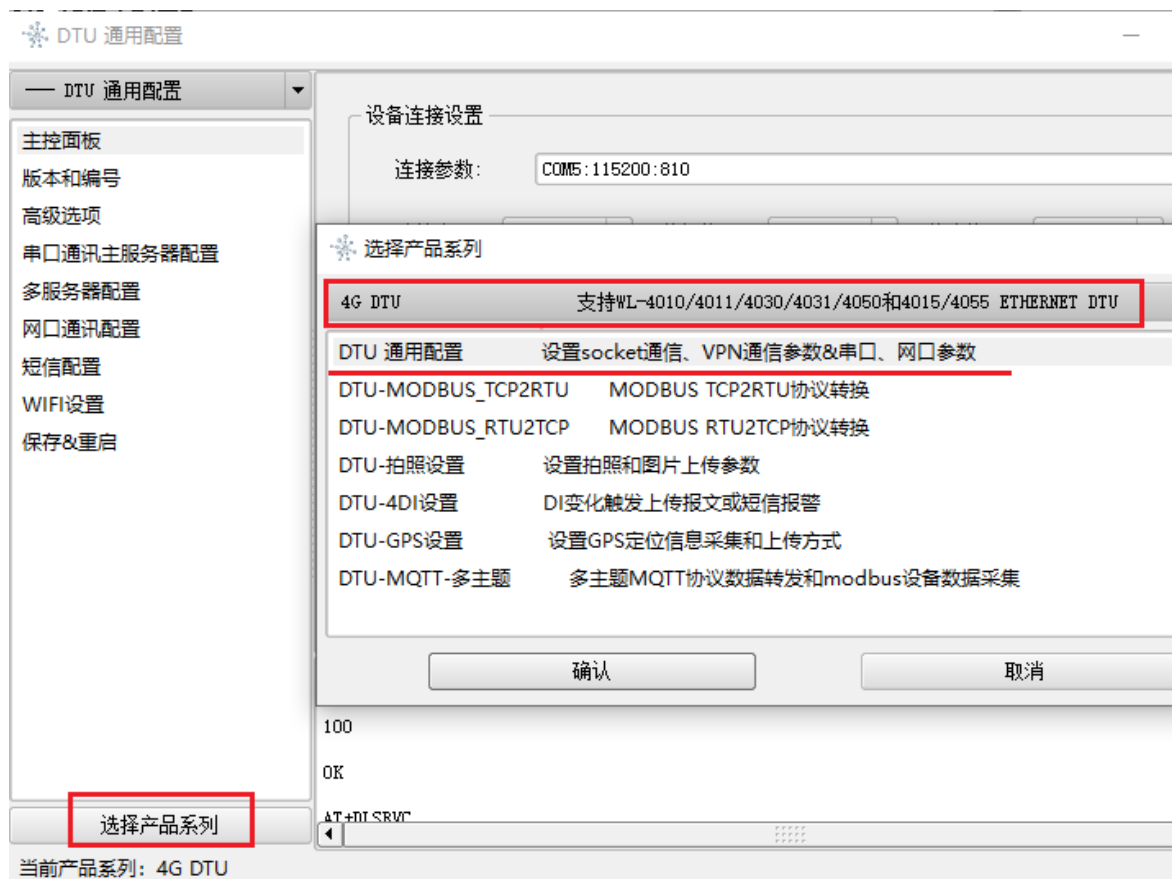 DTU 通用配置
—— DTU 通用配置
主控面板
版本和编号
高级选项
串口通讯主服务器配置
多服务器配置
网口通讯配置
短信配置
WIFI设置
保存&重启
选择产品系列
当前产品系列：4G DTU
设备连接设置
连接参数: COM5:115200:810
选择产品系列
4G DTU 支持WL-4010/4011/4030/4031/4050和4015/4055 ETHERNET DTU
DTU 通用配置 设置socket通信、VPN通信参数&串口、网口参数
DTU-MODBUS_TCP2RTU MODBUS TCP2RTU协议转换
DTU-MODBUS_RTU2TCP MODBUS RTU2TCP协议转换
DTU-拍照设置 设置拍照和图片上传参数
DTU-4DI设置 DI变化触发上传报文或短信报警
DTU-GPS设置 设置GPS定位信息采集和上传方式
DTU-MQTT-多主题 多主题MQTT协议数据转发和modbus设备数据采集
确认 取消
100
OK
AT+DLSRVC